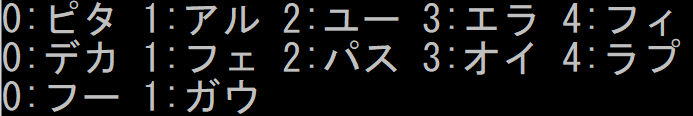 0:ピタ 1:アル 2:ユー 3:エラ 4:フィ
0:デカ 1:フェ 2:パス 3:オイ 4:ラプ
0:フー 1:ガウ